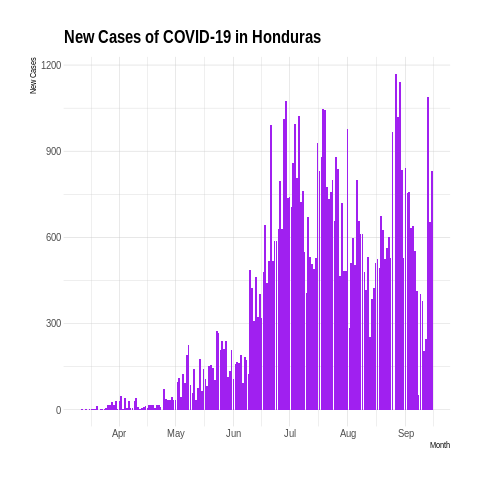 New Cases of COVID-19 in Honduras
New Cases
1200
900
600
300
0
Apr May Jun Jul Aug Sep
Month